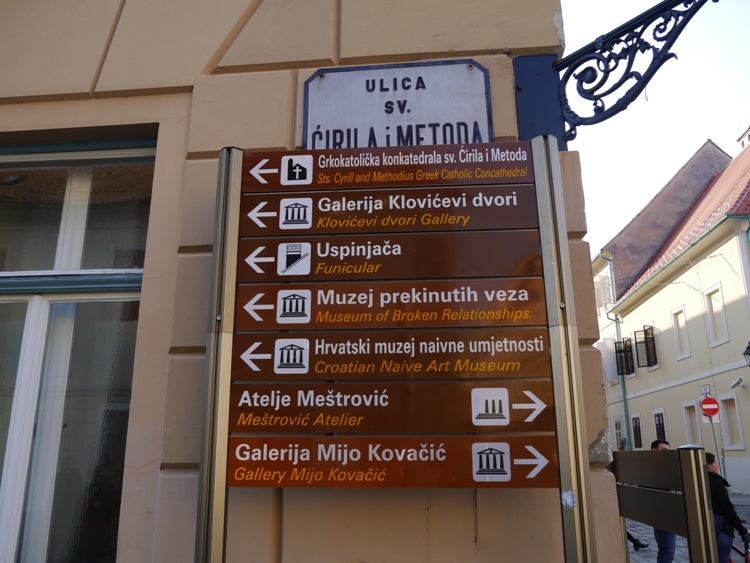 ULICA
SV.
ĆIRILA i METODA
Grkokatolička konkatedrala sv. Ćirila i Metoda
Sts. Cyrill and Methodius Greek Catholic Concathedral
Galerija Klovićevi dvori
Klovićevi dvori Gallery
Uspinjača
Funicular
Muzej prekinutih veza
Museum of Broken Relationships
Hrvatski muzej naivne umjetnosti
Croatian Naive Art Museum
Atelje Meštrović
Meštrović Atelier
Galerija Mijo Kovačić
Gallery Mijo Kovačić